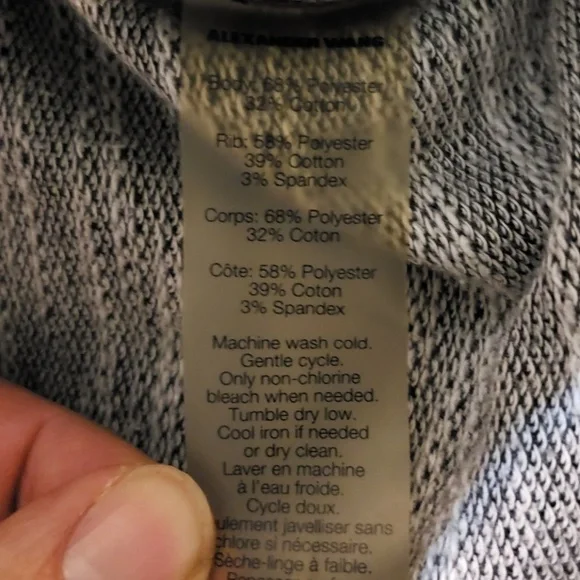 ALEXANDER WANG
Body: 68% Polyester
32% Cotton
Rib: 58% Polyester
39% Cotton
3% Spandex
Corps: 68% Polyester
32% Coton
Côte: 58% Polyester
39% Coton
3% Spandex
Machine wash cold.
Gentle cycle.
Only non-chlorine
bleach when needed.
Tumble dry low.
Cool iron if needed
or dry clean.
Laver en machine
à l'eau froide.
Cycle doux.
ulement javelliser sans
chlore si nécessaire.
Sèche-linge à faible.